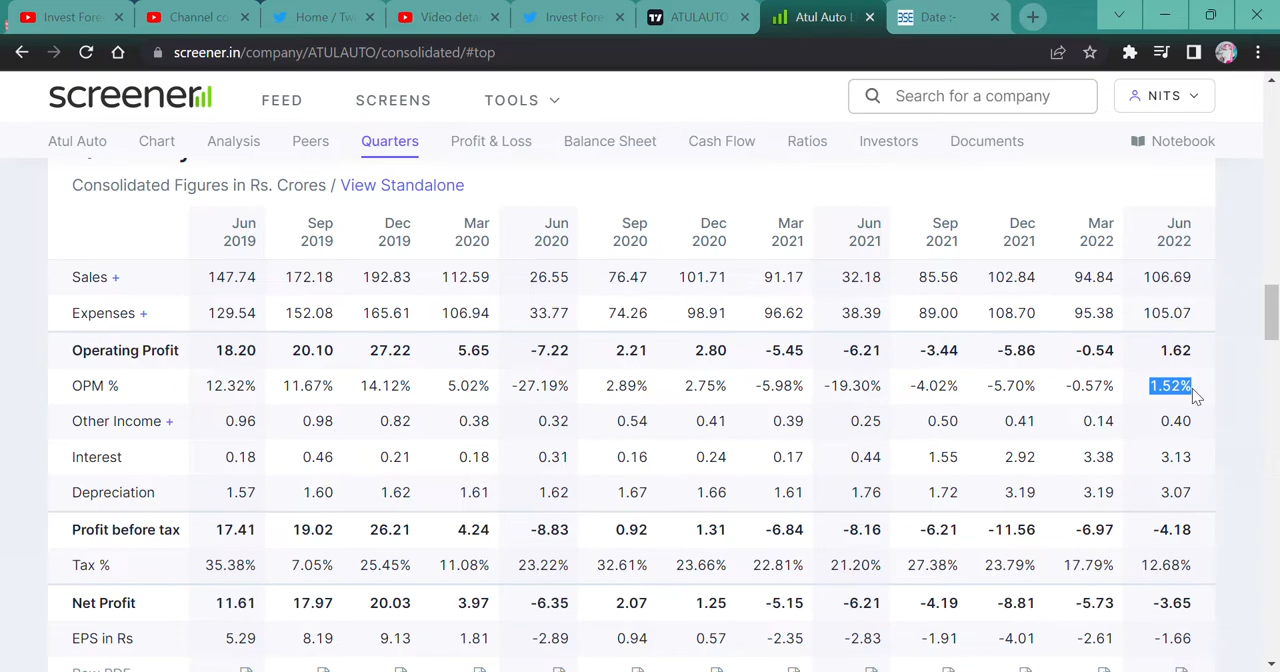 Invest Fore
Channel co
Home / Tw
Video deta
Invest Fore
ATULAUTO
Atul Auto L
Date :-
screener.in/company/ATULAUTO/consolidated/#top
screener
FEED
SCREENS
TOOLS
Search for a company
NITS
Atul Auto Chart Analysis Peers Quarters Profit & Loss Balance Sheet Cash Flow Ratios Investors Documents Notebook
Consolidated Figures in Rs. Crores / View Standalone
Jun 2019 Sep 2019 Dec 2019 Mar 2020 Jun 2020 Sep 2020 Dec 2020 Mar 2021 Jun 2021 Sep 2021 Dec 2021 Mar 2022 Jun 2022
Sales + 147.74 172.18 192.83 112.59 26.55 76.47 101.71 91.17 32.18 85.56 102.84 94.84 106.69
Expenses + 129.54 152.08 165.61 106.94 33.77 74.26 98.91 96.62 38.39 89.00 108.70 95.38 105.07
Operating Profit 18.20 20.10 27.22 5.65 -7.22 2.21 2.80 -5.45 -6.21 -3.44 -5.86 -0.54 1.62
OPM % 12.32% 11.67% 14.12% 5.02% -27.19% 2.89% 2.75% -5.98% -19.30% -4.02% -5.70% -0.57% 1.52%
Other Income + 0.96 0.98 0.82 0.38 0.32 0.54 0.41 0.39 0.25 0.50 0.41 0.14 0.40
Interest 0.18 0.46 0.21 0.18 0.31 0.16 0.24 0.17 0.44 1.55 2.92 3.38 3.13
Depreciation 1.57 1.60 1.62 1.61 1.62 1.67 1.66 1.61 1.76 1.72 3.19 3.19 3.07
Profit before tax 17.41 19.02 26.21 4.24 -8.83 0.92 1.31 -6.84 -8.16 -6.21 -11.56 -6.97 -4.18
Tax % 35.38% 7.05% 25.45% 11.08% 23.22% 32.61% 23.66% 22.81% 21.20% 27.38% 23.79% 17.79% 12.68%
Net Profit 11.61 17.97 20.03 3.97 -6.35 2.07 1.25 -5.15 -6.21 -4.19 -8.81 -5.73 -3.65
EPS in Rs 5.29 8.19 9.13 1.81 -2.89 0.94 0.57 -2.35 -2.83 -1.91 -4.01 -2.61 -1.66